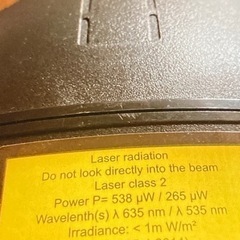 Laser radiation
Do not look directly into the beam
Laser class 2
Power P= 538 µW / 265 µW
Wavelenth(s) λ 635 nm / λ 535 nm
Irradiance: < 1m W/m²